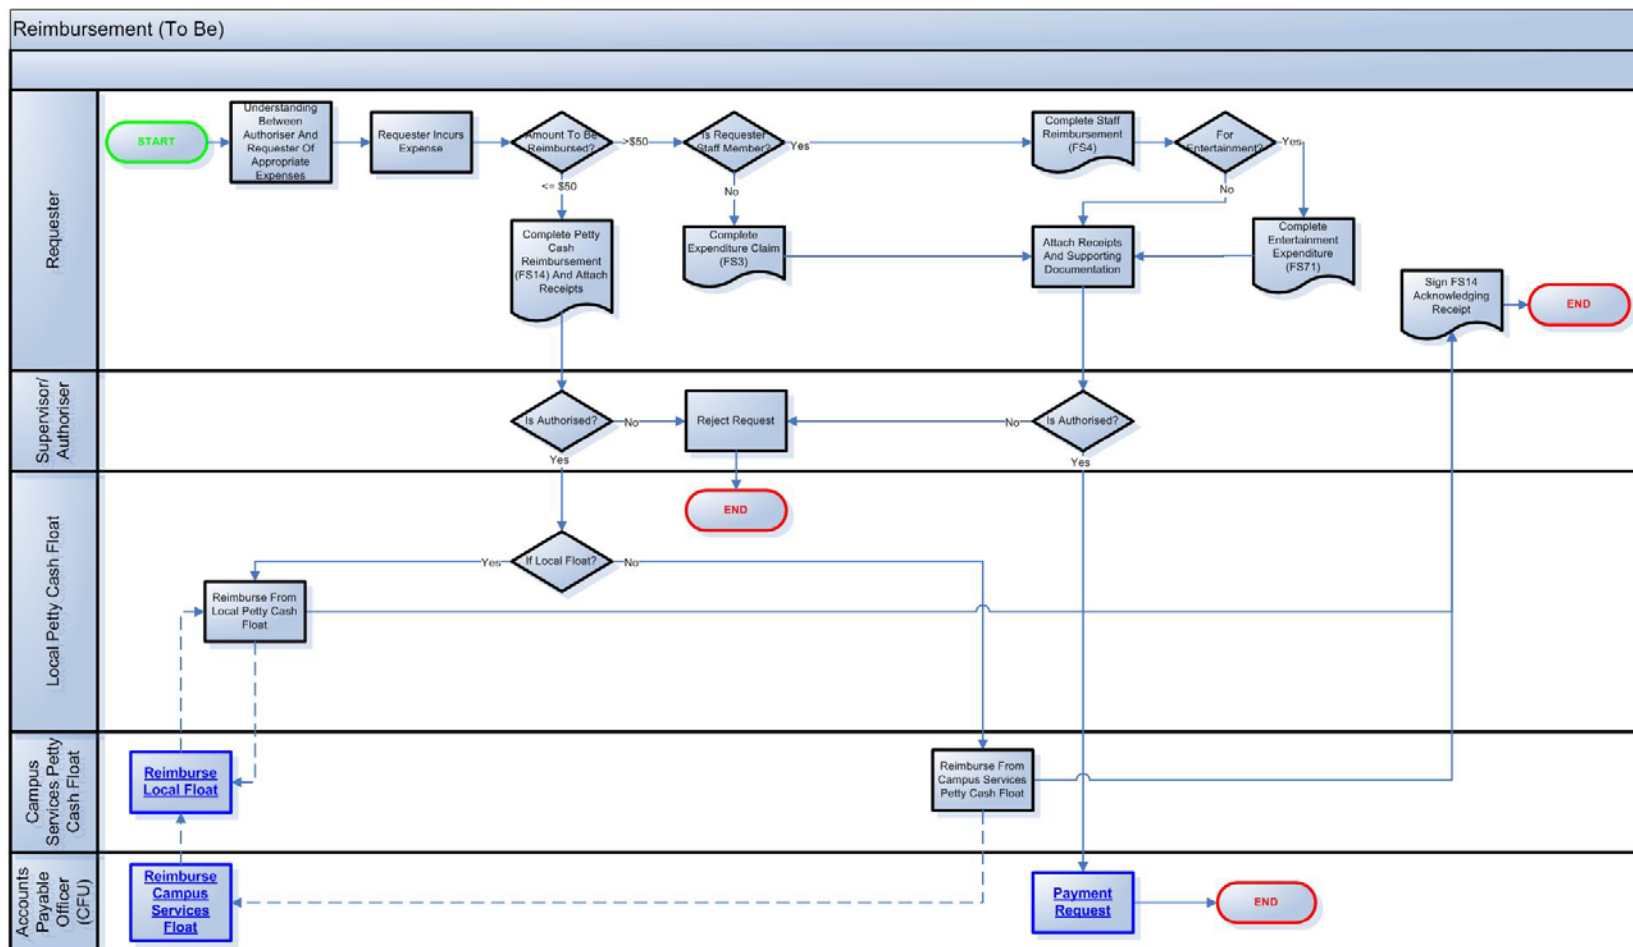 Reimbursement (To Be)
Requester
START
Understanding
Between
Authoriser And
Requester Of
Appropriate
Expenses
Requester Incurs
Expense
Amount To Be
Reimbursed?
>$50
<= $50
Is Requester
Staff Member?
Yes
No
Complete Staff
Reimbursement
(FS4)
For
Entertainment?
Yes
No
Complete Petty
Cash
Reimbursement
(FS14) And Attach
Receipts
Complete
Expenditure Claim
(FS3)
Attach Receipts
And Supporting
Documentation
Complete
Entertainment
Expenditure
(FS71)
Sign FS14
Acknowledging
Receipt
END
Supervisor/
Authoriser
Is Authorised?
No
Yes
Reject Request
No
Is Authorised?
Yes
Local Petty Cash Float
END
If Local Float?
Yes
No
Reimburse From
Local Petty Cash
Float
Campus
Services Petty
Cash Float
Reimburse
Local Float
Reimburse From
Campus Services
Petty Cash Float
Accounts
Payable
Officer
(CFU)
Reimburse
Campus
Services
Float
Payment
Request
END